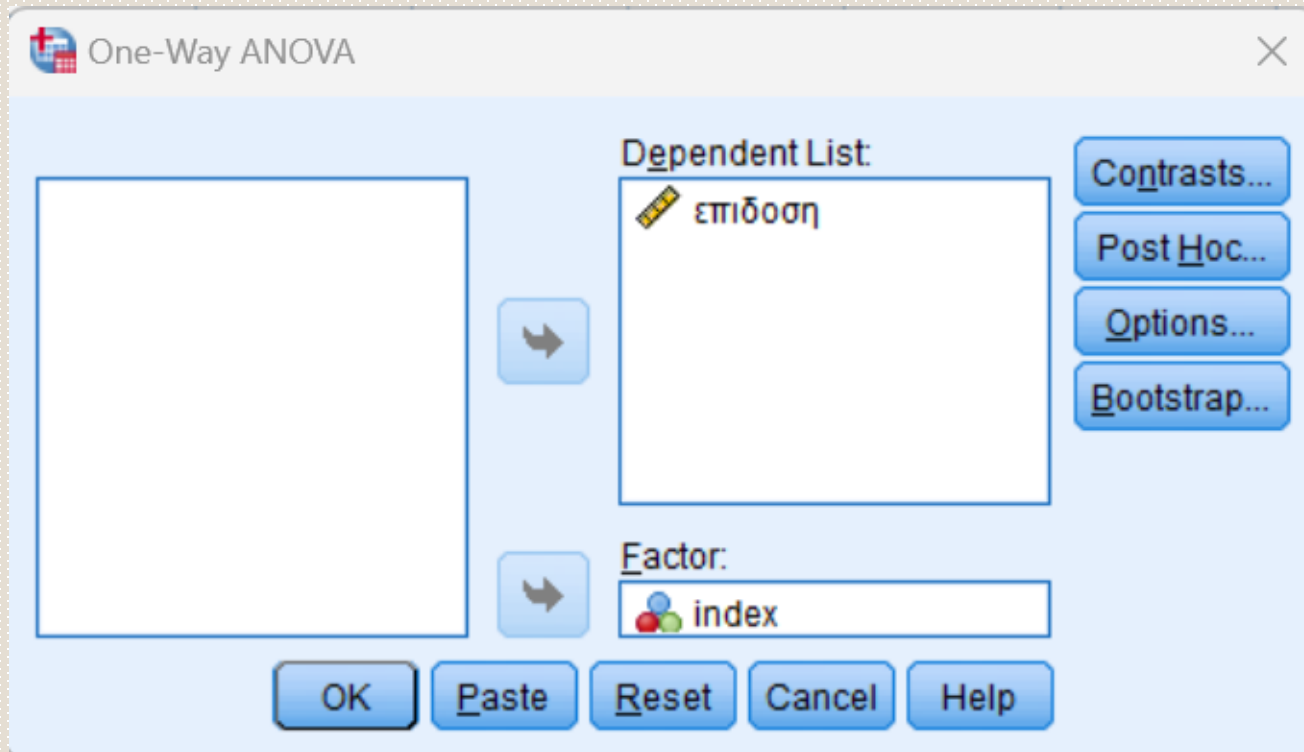 One-Way ANOVA
Dependent List:
επιδοση
Contrasts...
Post Hoc...
Options...
Bootstrap...
Factor:
index
OK Paste Reset Cancel Help